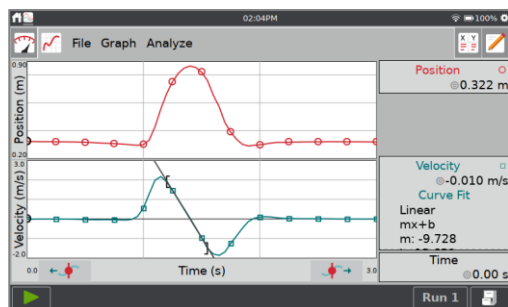 02:04PM
100%
File Graph Analyze
X Y
0.90
Position (m)
0.20
Position
0.322 m
3.0
Velocity (m/s)
-2.0
Velocity
-0.010 m/s
Curve Fit
Linear
mx+b
m: -9.728
0.0
Time (s)
3.0
Time
0.00 s
Run 1